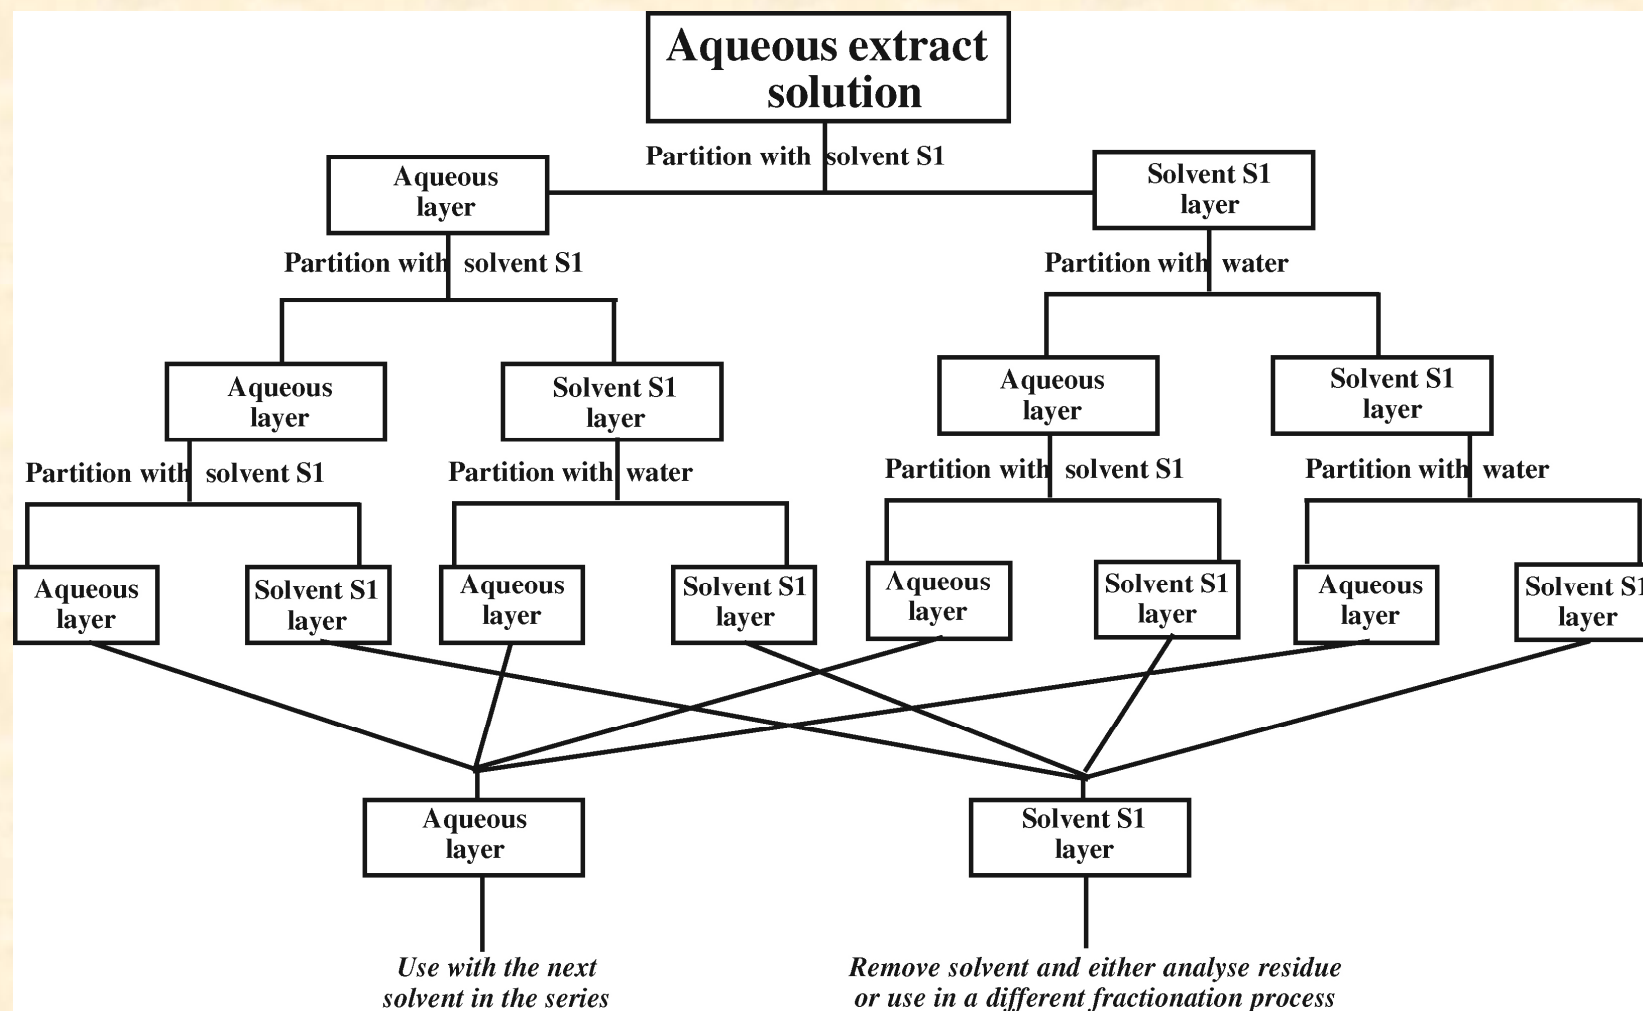 Aqueous extract
solution
Partition with solvent S1
Aqueous
layer
Solvent S1
layer
Partition with solvent S1
Partition with water
Aqueous
layer
Solvent S1
layer
Aqueous
layer
Solvent S1
layer
Partition with solvent S1
Partition with water
Partition with solvent S1
Partition with water
Aqueous
layer
Solvent S1
layer
Aqueous
layer
Solvent S1
layer
Aqueous
layer
Solvent S1
layer
Aqueous
layer
Solvent S1
layer
Aqueous
layer
Solvent S1
layer
Use with the next
solvent in the series
Remove solvent and either analyse residue
or use in a different fractionation process